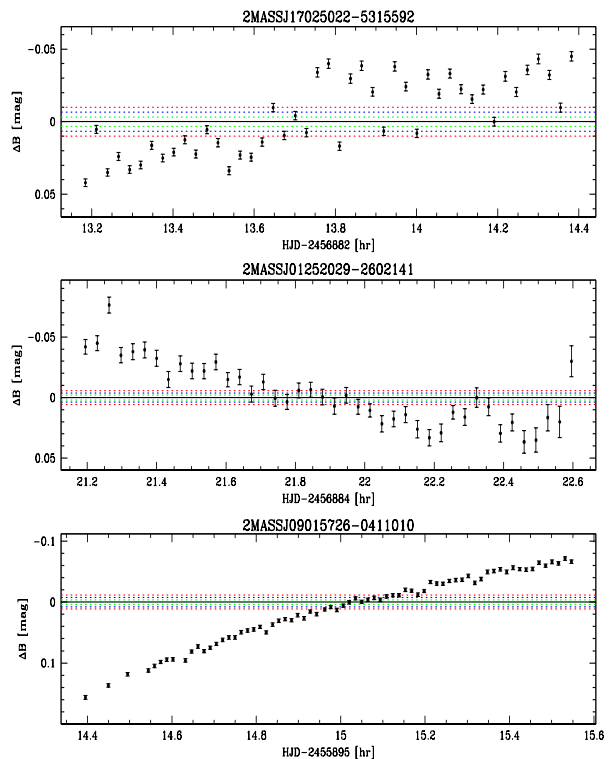 2MASSJ17025022-5315592
-0.05
0
0.05
ΔB [mag]
13.2 13.4 13.6 13.8 14 14.2 14.4
HJD-2456882 [hr]
2MASSJ01252029-2602141
-0.05
0
0.05
ΔB [mag]
21.2 21.4 21.6 21.8 22 22.2 22.4 22.6
HJD-2456884 [hr]
2MASSJ09015726-0411010
-0.1
0
0.1
ΔB [mag]
14.4 14.6 14.8 15 15.2 15.4 15.6
HJD-2455895 [hr]